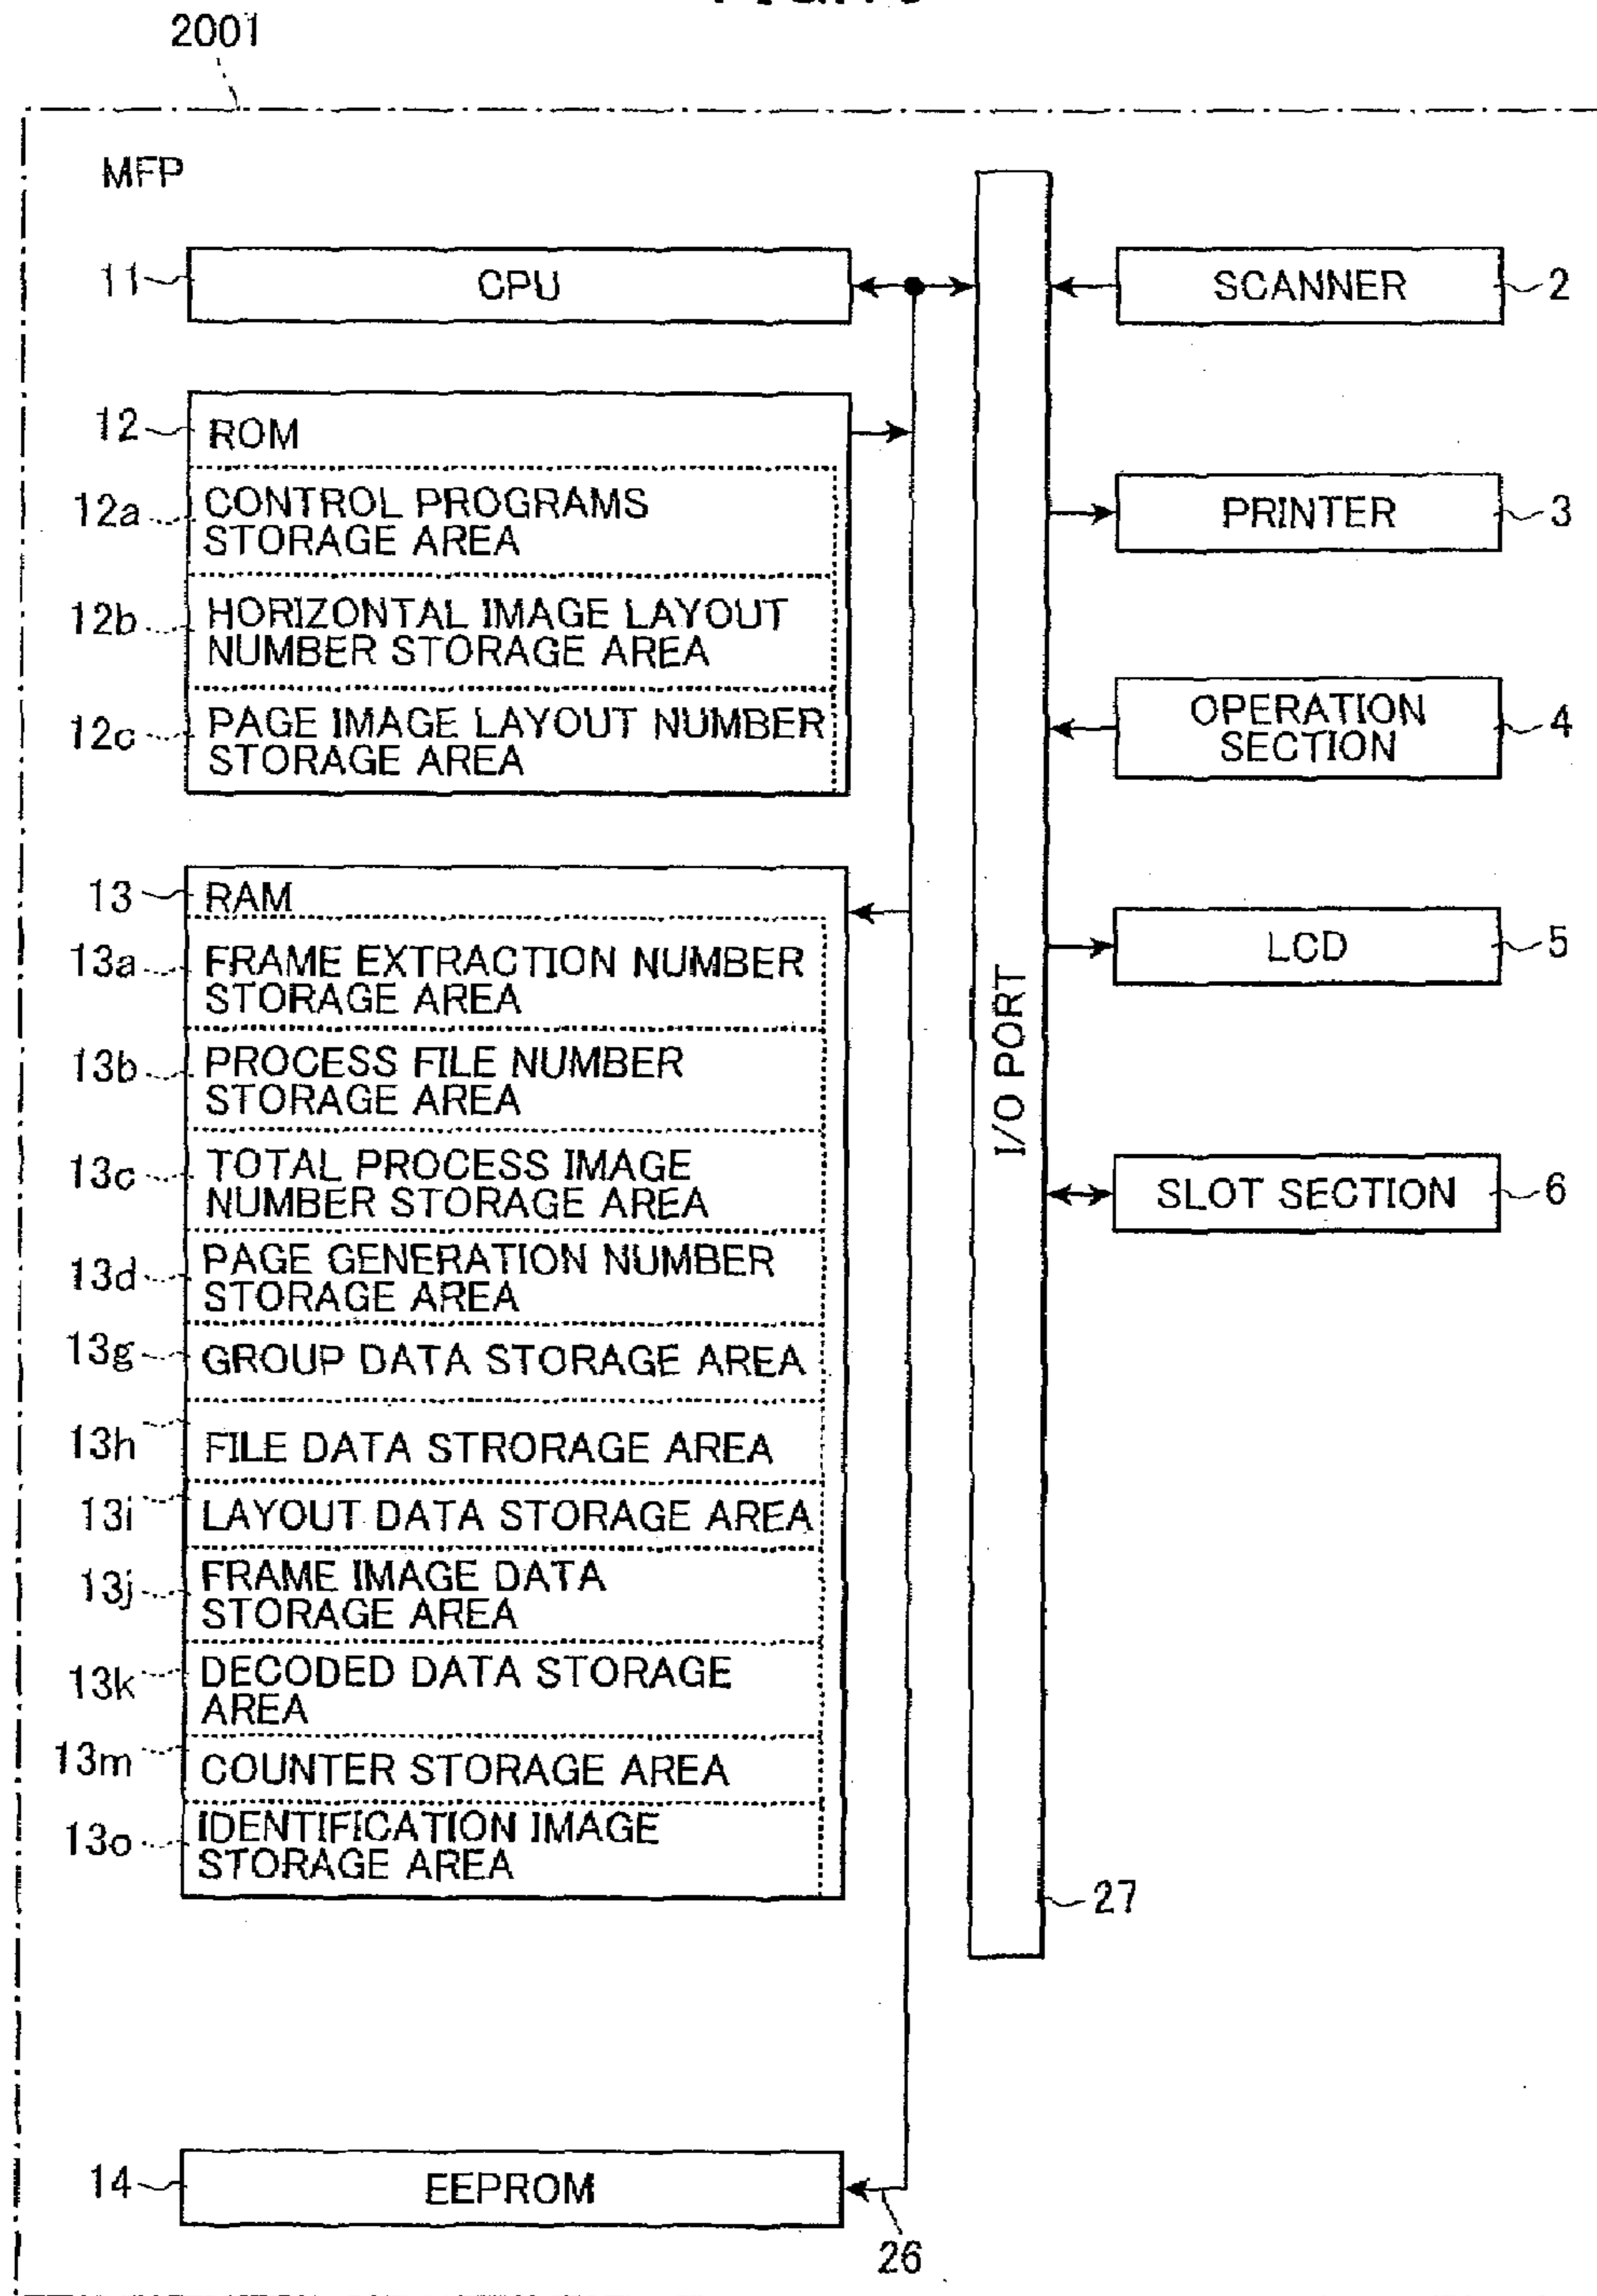 2001
MFP
11
CPU
SCANNER
2
12
ROM
12a
CONTROL PROGRAMS
STORAGE AREA
PRINTER
3
12b
HORIZONTAL IMAGE LAYOUT
NUMBER STORAGE AREA
12c
PAGE IMAGE LAYOUT NUMBER
STORAGE AREA
OPERATION
SECTION
4
13
RAM
13a
FRAME EXTRACTION NUMBER
STORAGE AREA
LCD
5
I/O PORT
13b
PROCESS FILE NUMBER
STORAGE AREA
13c
TOTAL PROCESS IMAGE
NUMBER STORAGE AREA
SLOT SECTION
6
13d
PAGE GENERATION NUMBER
STORAGE AREA
13g
GROUP DATA STORAGE AREA
13h
FILE DATA STRORAGE AREA
13i
LAYOUT DATA STORAGE AREA
13j
FRAME IMAGE DATA
STORAGE AREA
13k
DECODED DATA STORAGE
AREA
13m
COUNTER STORAGE AREA
13o
IDENTIFICATION IMAGE
STORAGE AREA
27
14
EEPROM
26